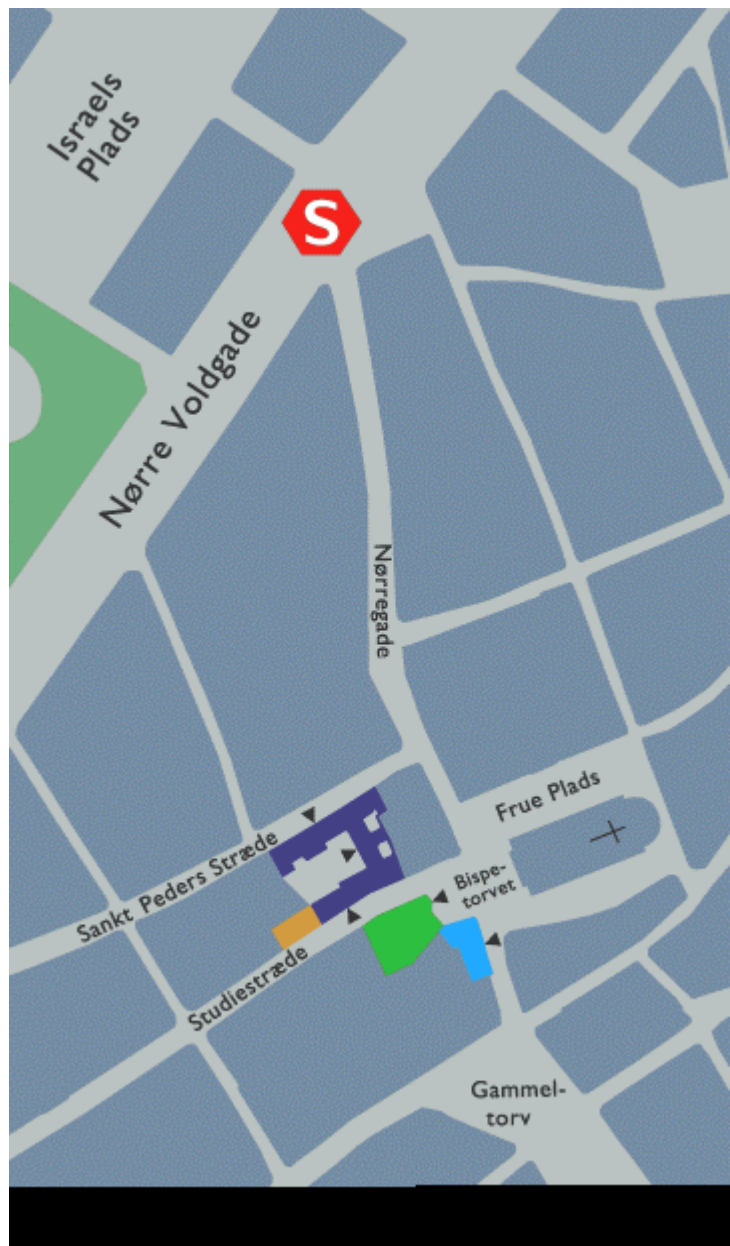 Israels
Plads
S
Nørre Voldgade
Nørregade
Frue Plads
Sankt Peders Stræde
Bispe-
torvet
Studiestræde
Gammel-
torv